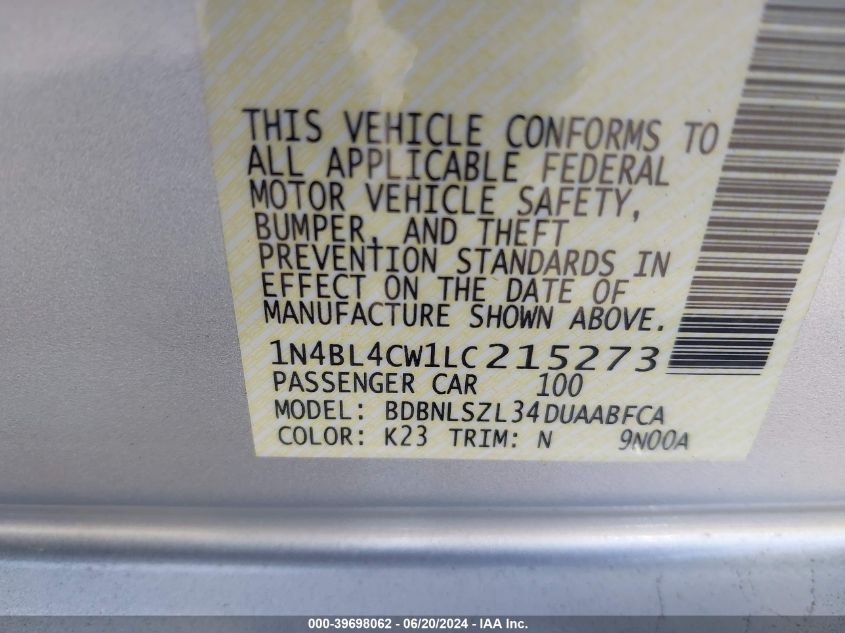 THIS VEHICLE CONFORMS TO
ALL APPLICABLE FEDERAL
MOTOR VEHICLE SAFETY,
BUMPER, AND THEFT
PREVENTION STANDARDS IN
EFFECT ON THE DATE OF
MANUFACTURE SHOWN ABOVE.
1N4BL4CW1LC215273
PASSENGER CAR 100
MODEL: BDBNLSZL34DUAABFCA
COLOR: K23 TRIM: N 9N00A
000-39698062 - 06/20/2024 - IAA Inc.